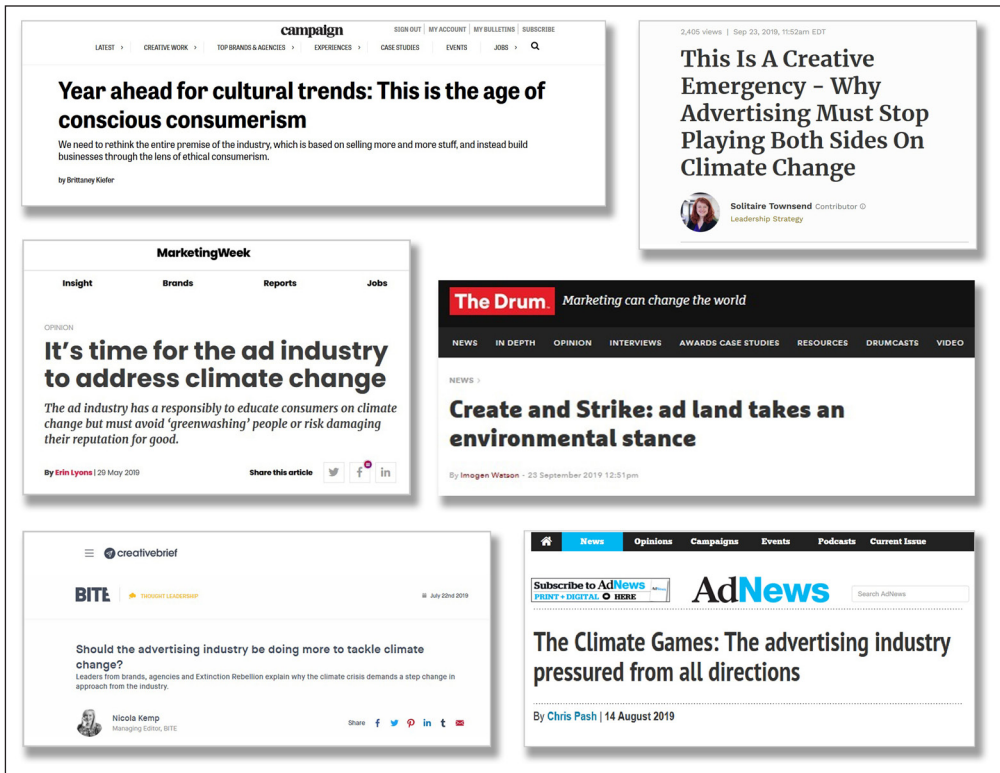 campaign
SIGN OUT | MY ACCOUNT | MY BULLETINS | SUBSCRIBE
LATEST > CREATIVE WORK > TOP BRANDS & AGENCIES > EXPERIENCES > CASE STUDIES EVENTS JOBS >
Year ahead for cultural trends: This is the age of
conscious consumerism
We need to rethink the entire premise of the industry, which is based on selling more and more stuff, and instead build
businesses through the lens of ethical consumerism.
by Brittaney Kiefer
2,405 views | Sep 23, 2019, 11:52am EDT
This Is A Creative
Emergency - Why
Advertising Must Stop
Playing Both Sides On
Climate Change
Solitaire Townsend Contributor
Leadership Strategy
MarketingWeek
Insight Brands Reports Jobs
OPINION
It's time for the ad industry
to address climate change
The ad industry has a responsibly to educate consumers on climate
change but must avoid 'greenwashing' people or risk damaging
their reputation for good.
By Erin Lyons | 29 May 2019 Share this article
The Drum. Marketing can change the world
NEWS IN DEPTH OPINION INTERVIEWS AWARDS CASE STUDIES RESOURCES DRUMCASTS VIDEO
NEWS >
Create and Strike: ad land takes an
environmental stance
By Imogen Watson - 23 September 2019 12:51pm
creativebrief
BITE THOUGHT LEADERSHIP July 22nd 2019
Should the advertising industry be doing more to tackle climate
change?
Leaders from brands, agencies and Extinction Rebellion explain why the climate crisis demands a step change in
approach from the industry.
Nicola Kemp
Managing Editor, BITE
Share
News Opinions Campaigns Events Podcasts Current Issue
Subscribe to AdNews
PRINT + DIGITAL HERE
AdNews
Search AdNews
The Climate Games: The advertising industry
pressured from all directions
By Chris Pash | 14 August 2019